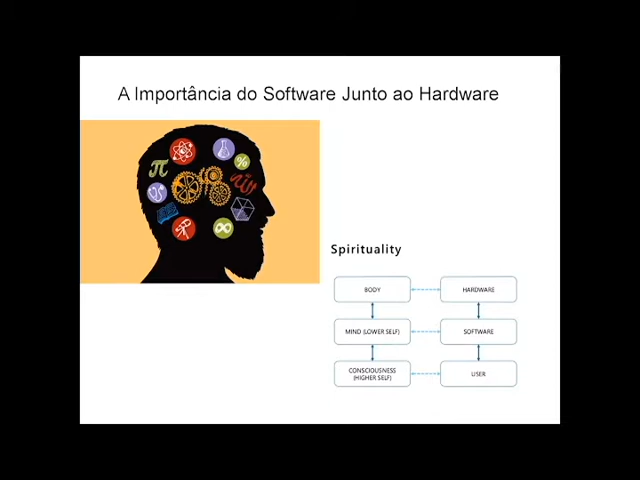 A Importância do Software Junto ao Hardware
π
%
∞
Spirituality
BODY
HARDWARE
MIND (LOWER SELF)
SOFTWARE
CONSCIOUSNESS
(HIGHER SELF)
USER